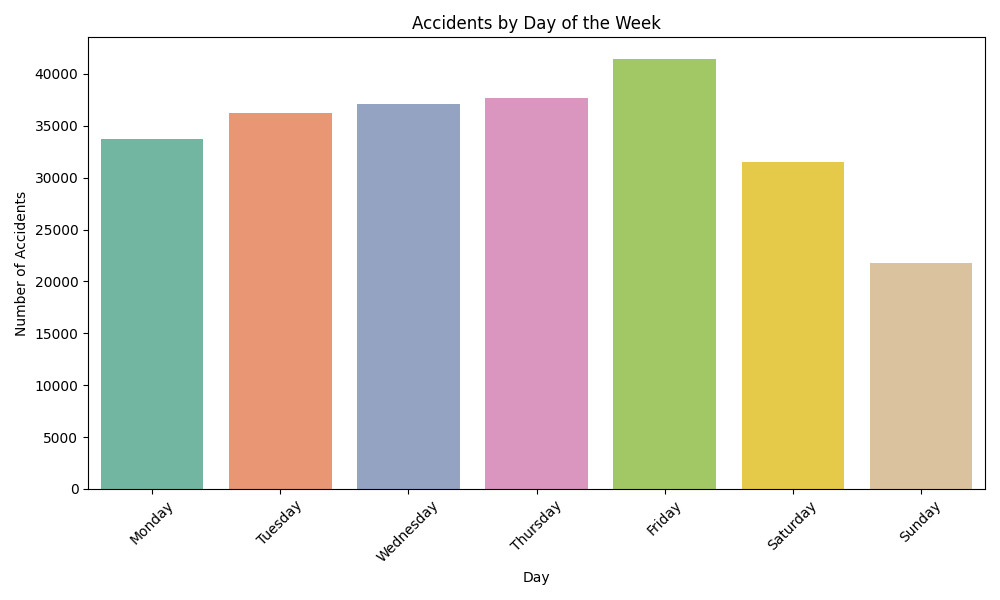 Accidents by Day of the Week
Number of Accidents
40000
35000
30000
25000
20000
15000
10000
5000
0
Monday
Tuesday
Wednesday
Thursday
Friday
Saturday
Sunday
Day